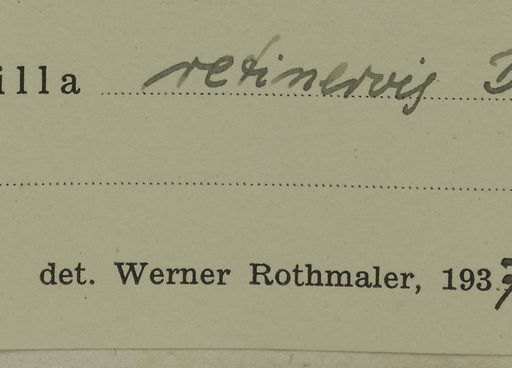 illa retinervis
det. Werner Rothmaler, 1937